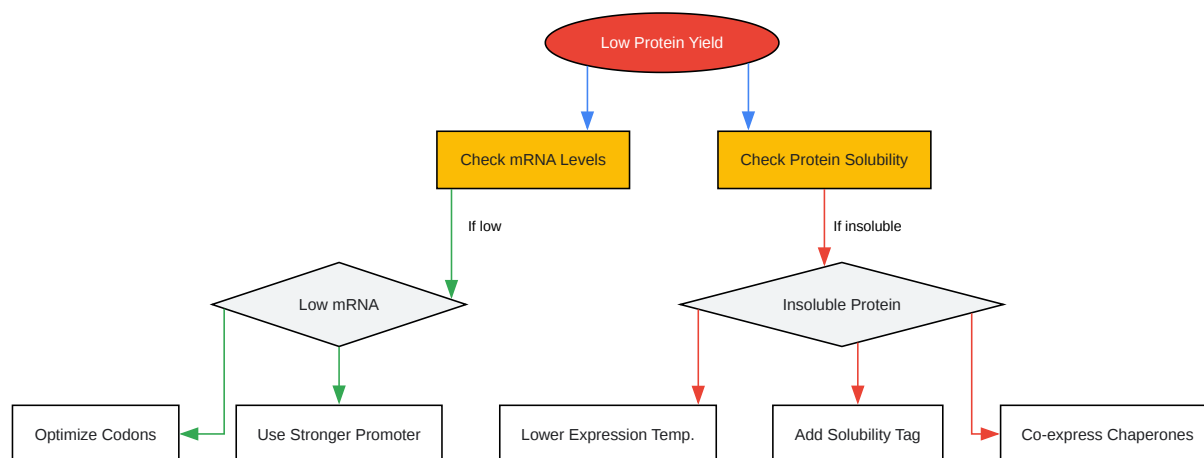 Low Protein Yield
Check mRNA Levels
Check Protein Solubility
If low
If insoluble
Low mRNA
Insoluble Protein
Optimize Codons
Use Stronger Promoter
Lower Expression Temp.
Add Solubility Tag
Co-express Chaperones